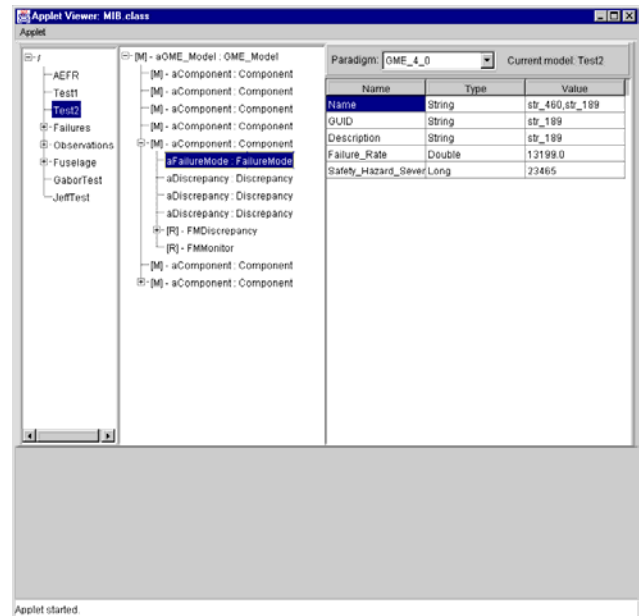 Applet Viewer: MIB.class
Applet
/
AEFR
Test1
Test2
Failures
Observations
Fuselage
GaborTest
JeffTest
[M] - aGME_Model : GME_Model
[M] - aComponent : Component
[M] - aComponent : Component
[M] - aComponent : Component
[M] - aComponent : Component
[M] - aComponent : Component
aFailureMode : FailureMode
aDiscrepancy : Discrepancy
aDiscrepancy : Discrepancy
aDiscrepancy : Discrepancy
[R] - FMDiscrepancy
[R] - FMMonitor
[M] - aComponent : Component
[M] - aComponent : Component
Paradigm: GME_4_0 Current model: Test2
Name Type Value
Name String str_460,str_189
GUID String str_189
Description String str_189
Failure_Rate Double 13199.0
Safety_Hazard_Sever Long 23465
Applet started.